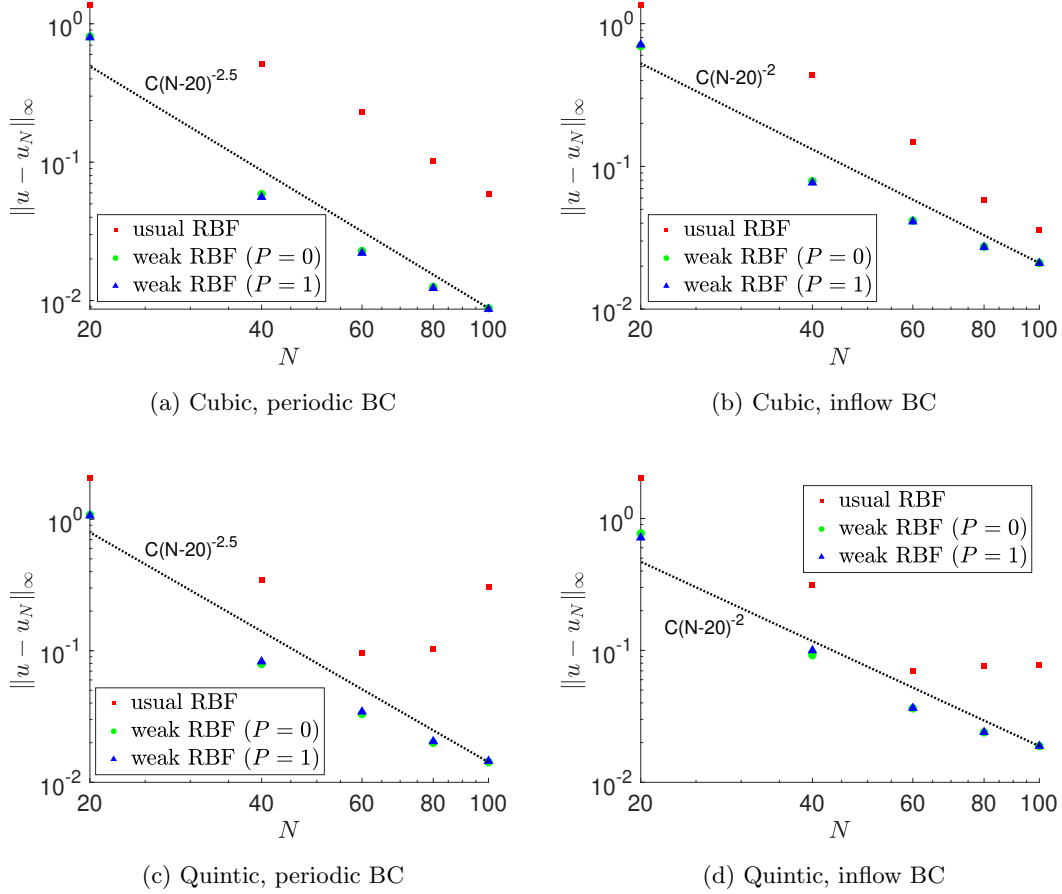 10^0
10^-1
10^-2
‖u − u_N‖_∞
C(N-20)^-2.5
usual RBF
weak RBF (P = 0)
weak RBF (P = 1)
20
40
60
80
100
N
(a) Cubic, periodic BC
10^0
10^-1
10^-2
‖u − u_N‖_∞
C(N-20)^-2
usual RBF
weak RBF (P = 0)
weak RBF (P = 1)
20
40
60
80
100
N
(b) Cubic, inflow BC
10^0
10^-1
10^-2
‖u − u_N‖_∞
C(N-20)^-2.5
usual RBF
weak RBF (P = 0)
weak RBF (P = 1)
20
40
60
80
100
N
(c) Quintic, periodic BC
10^0
10^-1
10^-2
‖u − u_N‖_∞
usual RBF
weak RBF (P = 0)
weak RBF (P = 1)
C(N-20)^-2
20
40
60
80
100
N
(d) Quintic, inflow BC